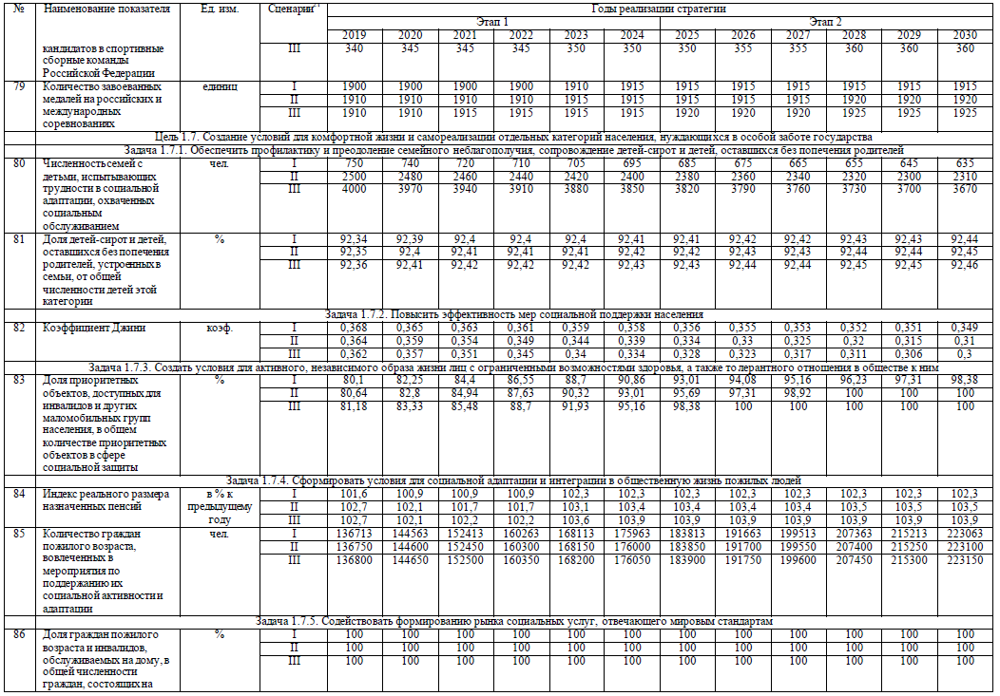 № Наименование показателя Ед. изм. Сценарии Годы реализации стратегии
Этап 1 Этап 2
2019 2020 2021 2022 2023 2024 2025 2026 2027 2028 2029 2030
кандидатов в спортивные III 340 345 345 345 350 350 350 355 355 360 360 360
сборные команды
Российской Федерации
79 Количество завоеванных единиц I 1900 1900 1900 1900 1910 1915 1915 1915 1915 1915 1915 1915
медалей на российских и II 1910 1910 1910 1910 1915 1915 1915 1915 1915 1920 1920 1920
международных III 1910 1910 1915 1915 1915 1915 1920 1920 1920 1925 1925 1925
соревнованиях
Цель 1.7. Создание условий для комфортной жизни и самореализации отдельных категорий населения, нуждающихся в особой заботе государства
Задача 1.7.1. Обеспечить профилактику и преодоление семейного неблагополучия, сопровождение детей-сирот и детей, оставшихся без попечения родителей
80 Численность семей с чел. I 750 740 720 710 705 695 685 675 665 655 645 635
детьми, испытывающих II 2500 2480 2460 2440 2420 2400 2380 2360 2340 2320 2300 2310
трудности в социальной III 4000 3970 3940 3910 3880 3850 3820 3790 3760 3730 3700 3670
адаптации, охваченных
социальным
обслуживанием
81 Доля детей-сирот и детей, % I 92,34 92,39 92,4 92,4 92,4 92,41 92,41 92,42 92,42 92,43 92,43 92,44
оставшихся без попечения II 92,35 92,4 92,41 92,41 92,41 92,42 92,42 92,43 92,43 92,44 92,44 92,45
родителей, устроенных в III 92,36 92,41 92,42 92,42 92,42 92,43 92,43 92,44 92,44 92,45 92,45 92,46
семьи, от общей
численности детей этой
категории
Задача 1.7.2. Повысить эффективность мер социальной поддержки населения
82 Коэффициент Джини коэф. I 0,368 0,365 0,363 0,361 0,359 0,358 0,356 0,355 0,353 0,352 0,351 0,349
II 0,364 0,359 0,354 0,349 0,344 0,339 0,334 0,33 0,325 0,32 0,315 0,31
III 0,362 0,357 0,351 0,345 0,34 0,334 0,328 0,323 0,317 0,311 0,306 0,3
Задача 1.7.3. Создать условия для активного, независимого образа жизни лиц с ограниченными возможностями здоровья, а также толерантного отношения в обществе к ним
83 Доля приоритетных % I 80,1 82,25 84,4 86,55 88,7 90,86 93,01 94,08 95,16 96,23 97,31 98,38
объектов, доступных для II 80,64 82,8 84,94 87,63 90,32 93,01 95,69 97,31 98,92 100 100 100
инвалидов и других III 81,18 83,33 85,48 88,7 91,93 95,16 98,38 100 100 100 100 100
маломобильных групп
населения, в общем
количестве приоритетных
объектов в сфере
социальной защиты
Задача 1.7.4. Сформировать условия для социальной адаптации и интеграции в общественную жизнь пожилых людей
84 Индекс реального размера в % к I 101,6 100,9 100,9 100,9 102,3 102,3 102,3 102,3 102,3 102,3 102,3 102,3
назначенных пенсий предыдущему II 102,7 102,1 101,7 101,7 103,1 103,4 103,4 103,4 103,4 103,5 103,5 103,5
году III 102,7 102,1 102,2 102,2 103,6 103,9 103,9 103,9 103,9 103,9 103,9 103,9
85 Количество граждан чел. I 136713 144563 152413 160263 168113 175963 183813 191663 199513 207363 215213 223063
пожилого возраста, II 136750 144600 152450 160300 168150 176000 183850 191700 199550 207400 215250 223100
вовлеченных в III 136800 144650 152500 160350 168200 176050 183900 191750 199600 207450 215300 223150
мероприятия по
поддержанию их
социальной активности и
адаптации
Задача 1.7.5. Содействовать формированию рынка социальных услуг, отвечающего мировым стандартам
86 Доля граждан пожилого % I 100 100 100 100 100 100 100 100 100 100 100 100
возраста и инвалидов, II 100 100 100 100 100 100 100 100 100 100 100 100
обслуживаемых на дому, в III 100 100 100 100 100 100 100 100 100 100 100 100
общей численности
граждан, состоящих на